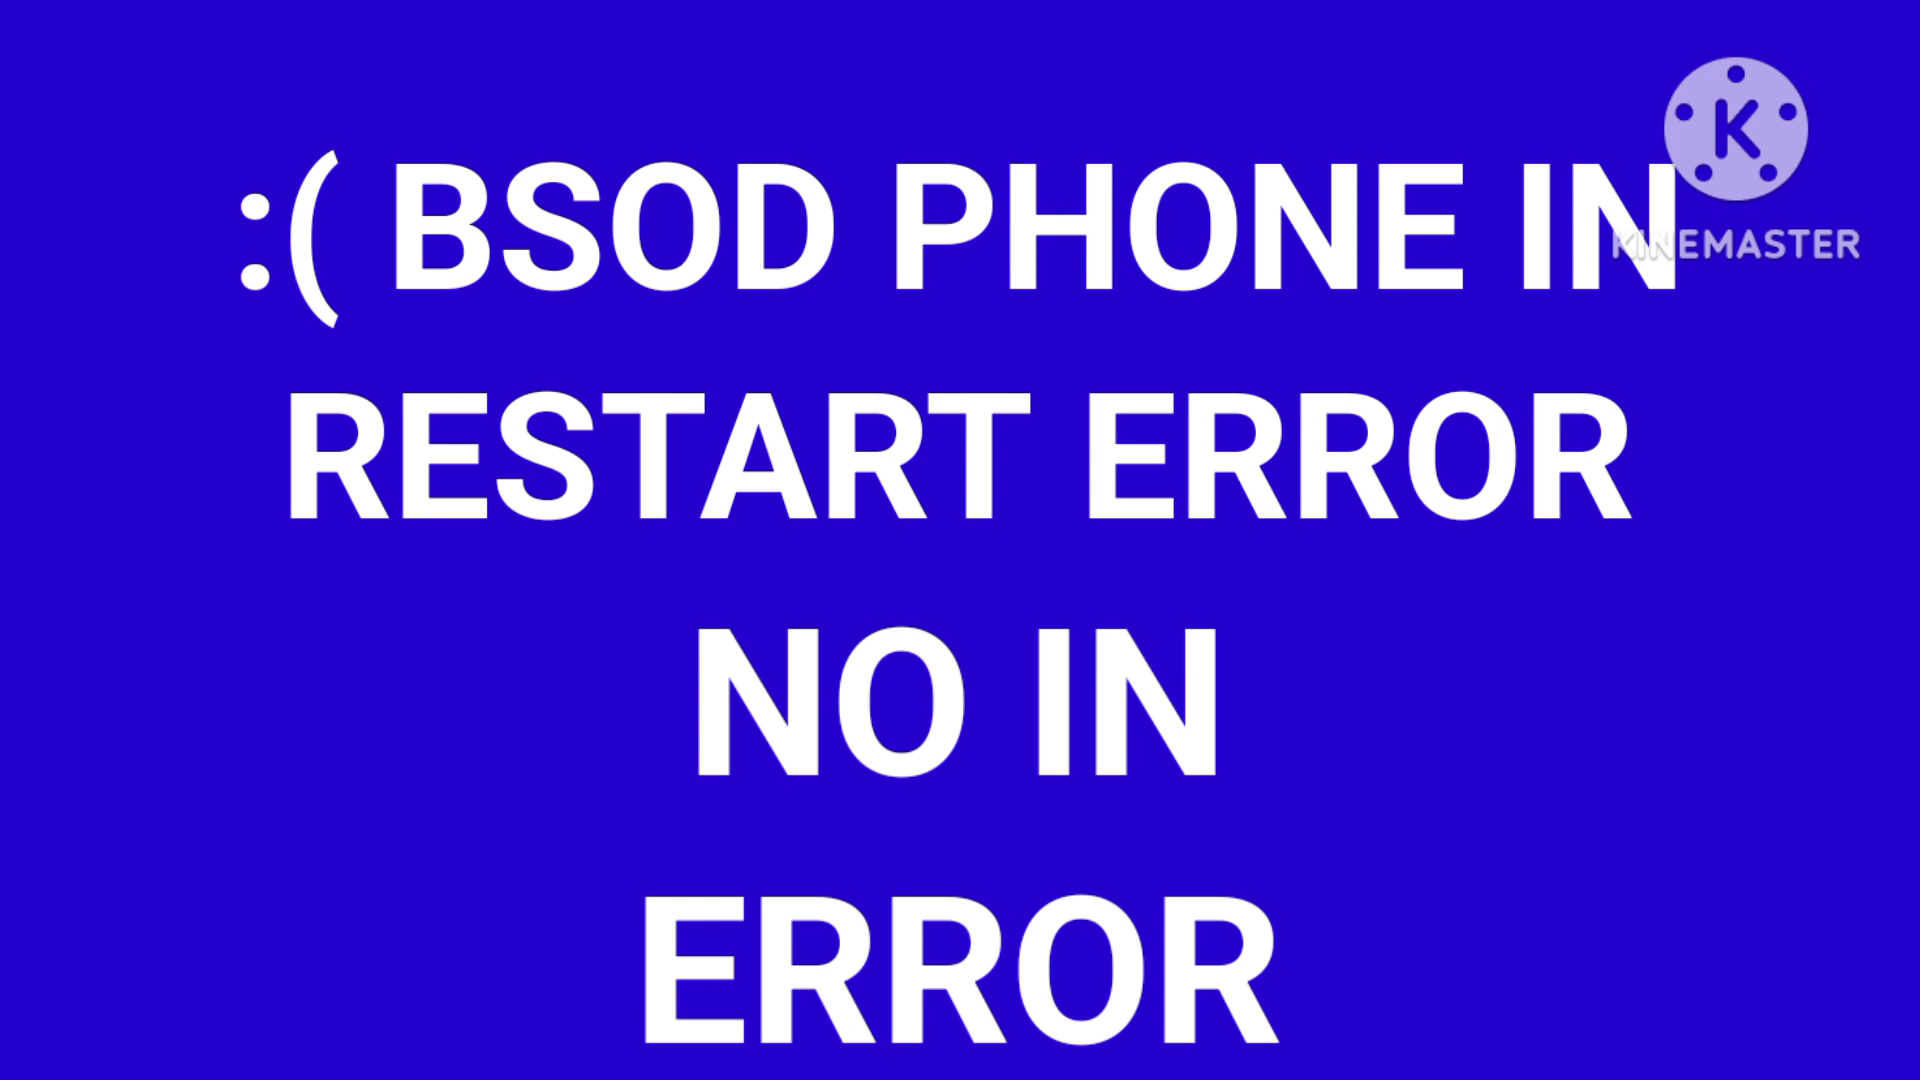 :( BSOD PHONE IN
K
KINEMASTER
RESTART ERROR
NO IN
ERROR